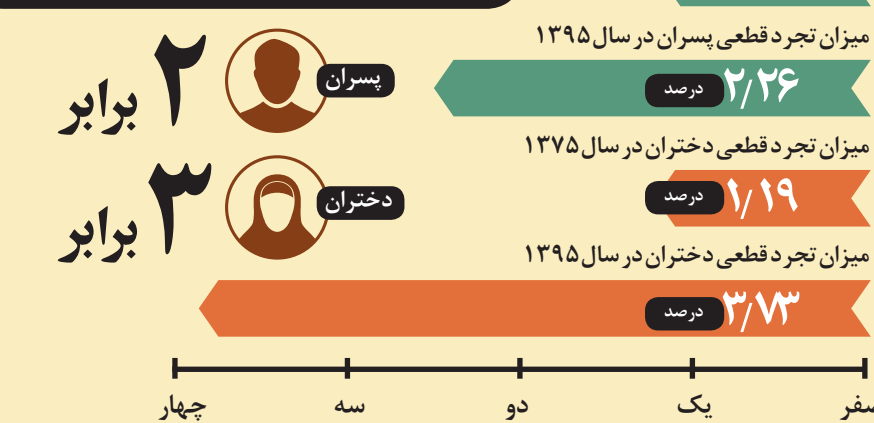 میزان تجرد قطعی پسران در سال ۱۳۹۵
۲/۲۶ درصد
پسران
۲ برابر
میزان تجرد قطعی دختران در سال ۱۳۷۵
۱/۱۹ درصد
دختران
۳ برابر
میزان تجرد قطعی دختران در سال ۱۳۹۵
۳/۷۳ درصد
صفر یک دو سه چهار